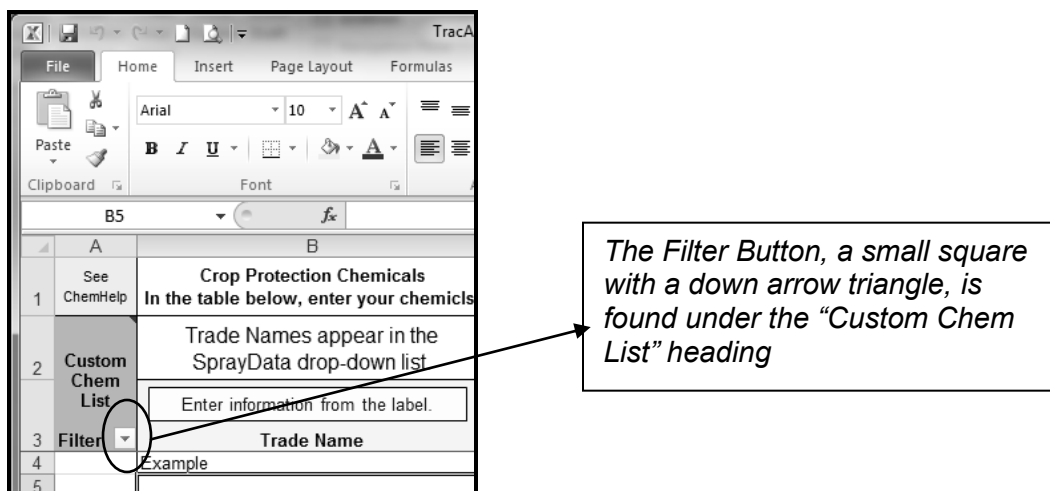 TracA
File Home Insert Page Layout Formulas
Arial 10 A A
Paste
B I U A
Clipboard Font
B5 fx
A B
1 See ChemHelp
Crop Protection Chemicals
In the table below, enter your chemicls
2 Custom Chem List
Trade Names appear in the
SprayData drop-down list
Enter information from the label.
3 Filter Trade Name
4 Example
5
The Filter Button, a small square
with a down arrow triangle, is
found under the “Custom Chem
List” heading